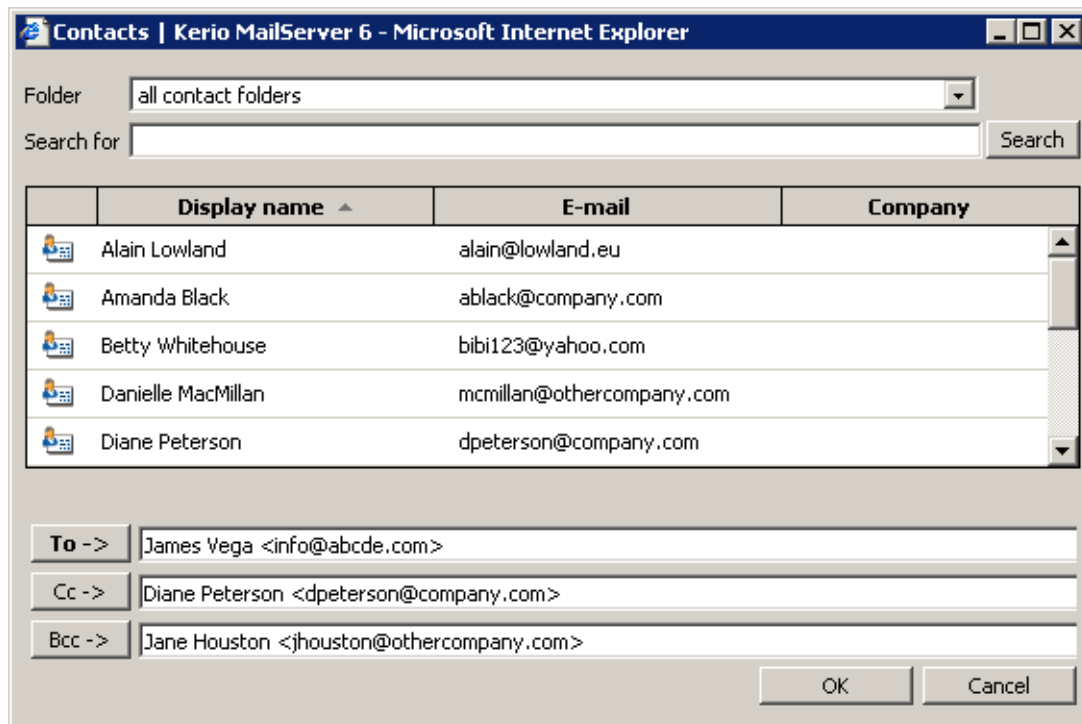 Contacts | Kerio MailServer 6 - Microsoft Internet Explorer
Folder all contact folders
Search for Search
Display name E-mail Company
Alain Lowland alain@lowland.eu
Amanda Black ablack@company.com
Betty Whitehouse bibi123@yahoo.com
Danielle MacMillan mcmillan@othercompany.com
Diane Peterson dpeterson@company.com
To -> James Vega <info@abcde.com>
Cc -> Diane Peterson <dpeterson@company.com>
Bcc -> Jane Houston <jhouston@othercompany.com>
OK Cancel